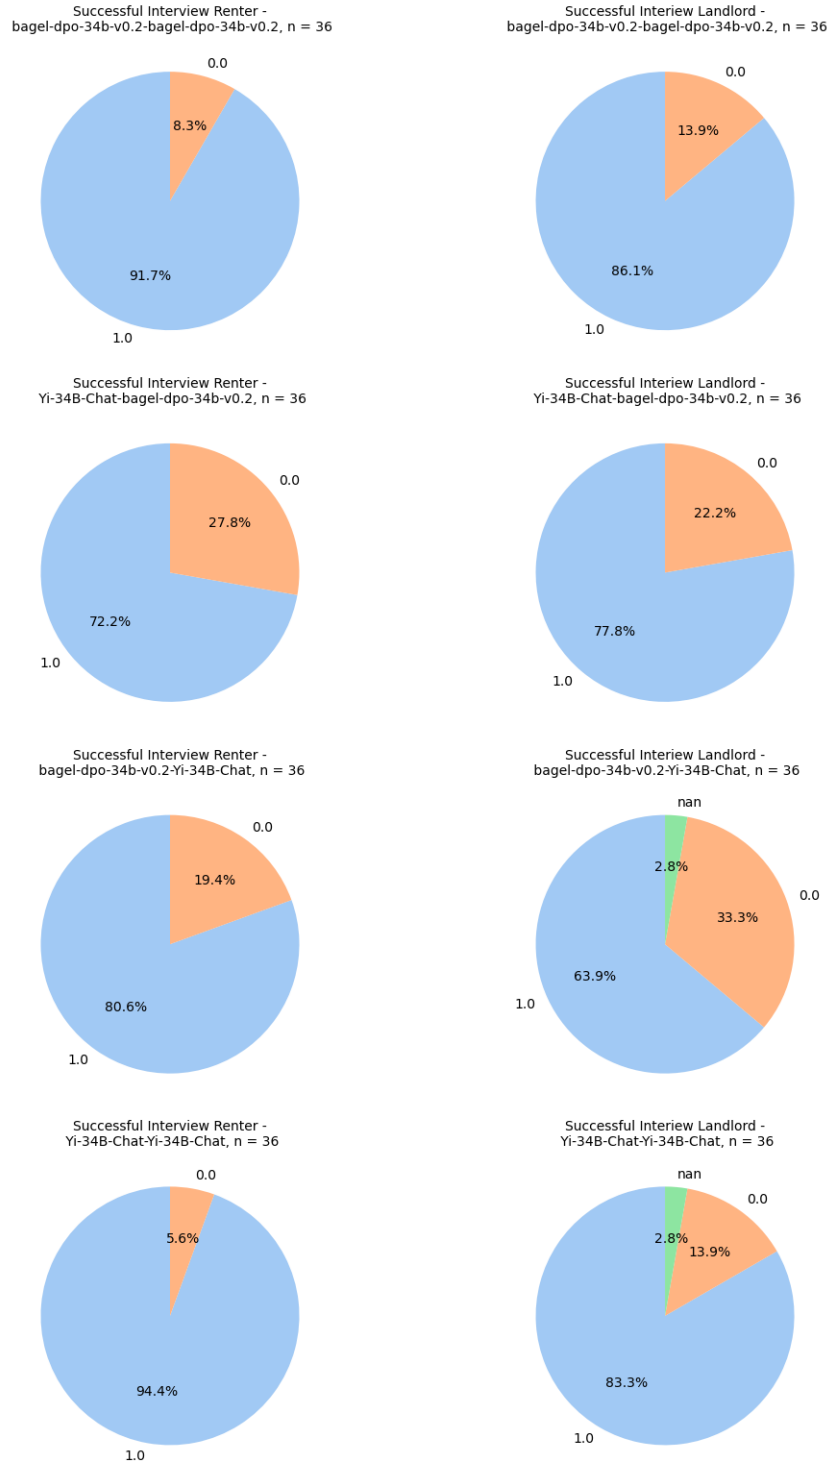 Successful Interview Renter -
bagel-dpo-34b-v0.2-bagel-dpo-34b-v0.2, n = 36
0.0
8.3%
91.7%
1.0
Successful Interiew Landlord -
bagel-dpo-34b-v0.2-bagel-dpo-34b-v0.2, n = 36
0.0
13.9%
86.1%
1.0
Successful Interview Renter -
Yi-34B-Chat-bagel-dpo-34b-v0.2, n = 36
0.0
27.8%
72.2%
1.0
Successful Interiew Landlord -
Yi-34B-Chat-bagel-dpo-34b-v0.2, n = 36
0.0
22.2%
77.8%
1.0
Successful Interview Renter -
bagel-dpo-34b-v0.2-Yi-34B-Chat, n = 36
0.0
19.4%
80.6%
1.0
Successful Interiew Landlord -
bagel-dpo-34b-v0.2-Yi-34B-Chat, n = 36
nan
2.8%
0.0
33.3%
63.9%
1.0
Successful Interview Renter -
Yi-34B-Chat-Yi-34B-Chat, n = 36
0.0
5.6%
94.4%
1.0
Successful Interiew Landlord -
Yi-34B-Chat-Yi-34B-Chat, n = 36
nan
0.0
2.8%
13.9%
83.3%
1.0